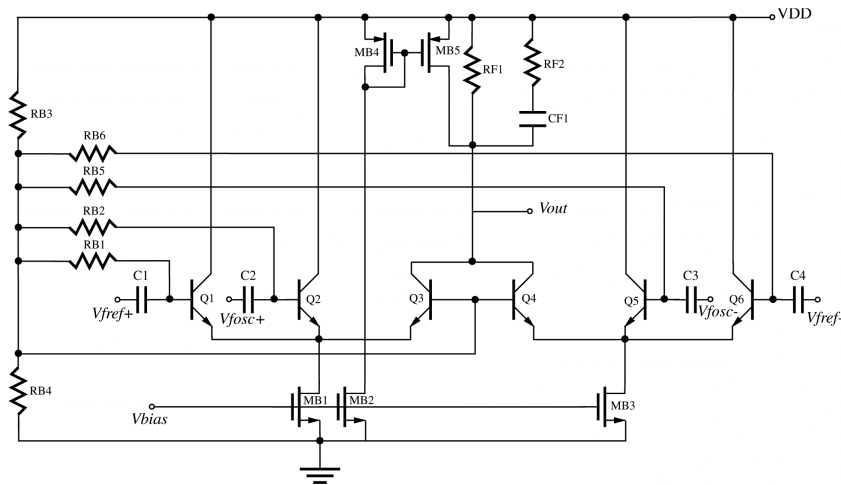 VDD
MB4
MB5
RF1
RF2
RB3
CF1
RB6
RB5
RB2
Vout
RB1
C1
C2
C3
C4
Q1
Q2
Q3
Q4
Q5
Q6
Vfref+
Vfosc+
Vfosc-
Vfref-
RB4
MB1
MB2
MB3
Vbias